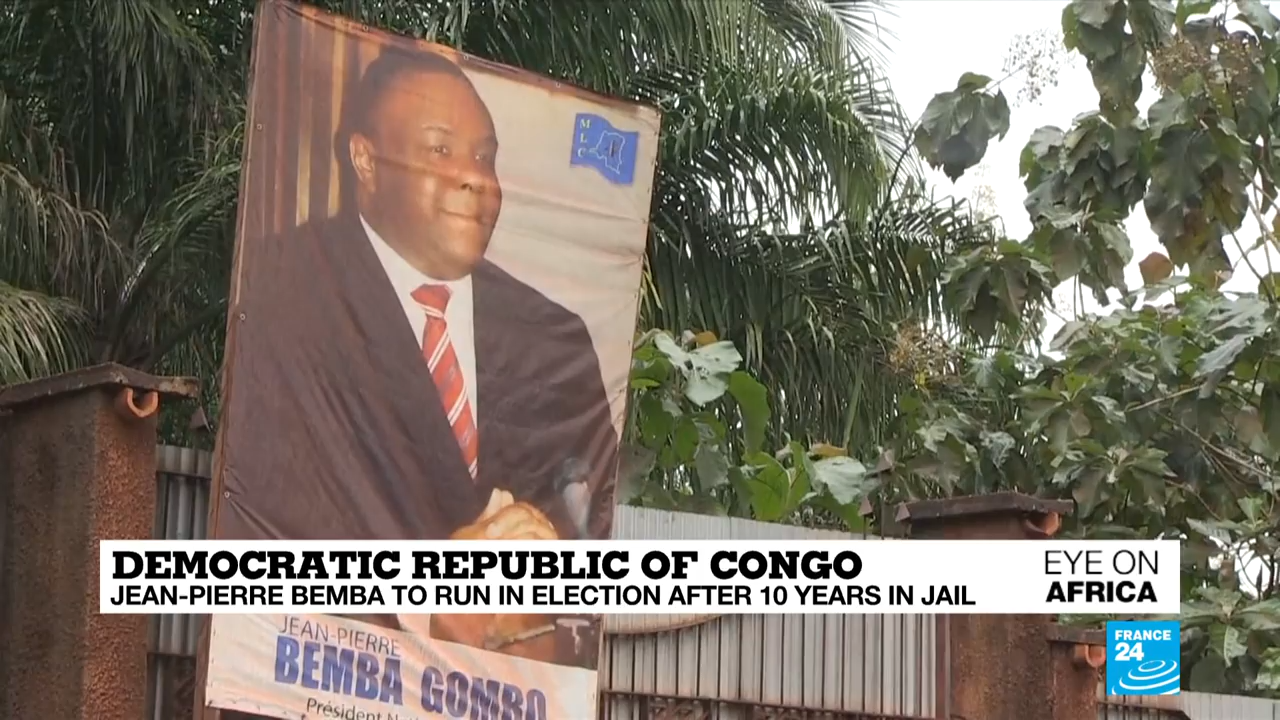 MLC
DEMOCRATIC REPUBLIC OF CONGO
JEAN-PIERRE BEMBA TO RUN IN ELECTION AFTER 10 YEARS IN JAIL
EYE ON
AFRICA
JEAN-PIERRE
BEMBA GOMBO
Président
FRANCE
24